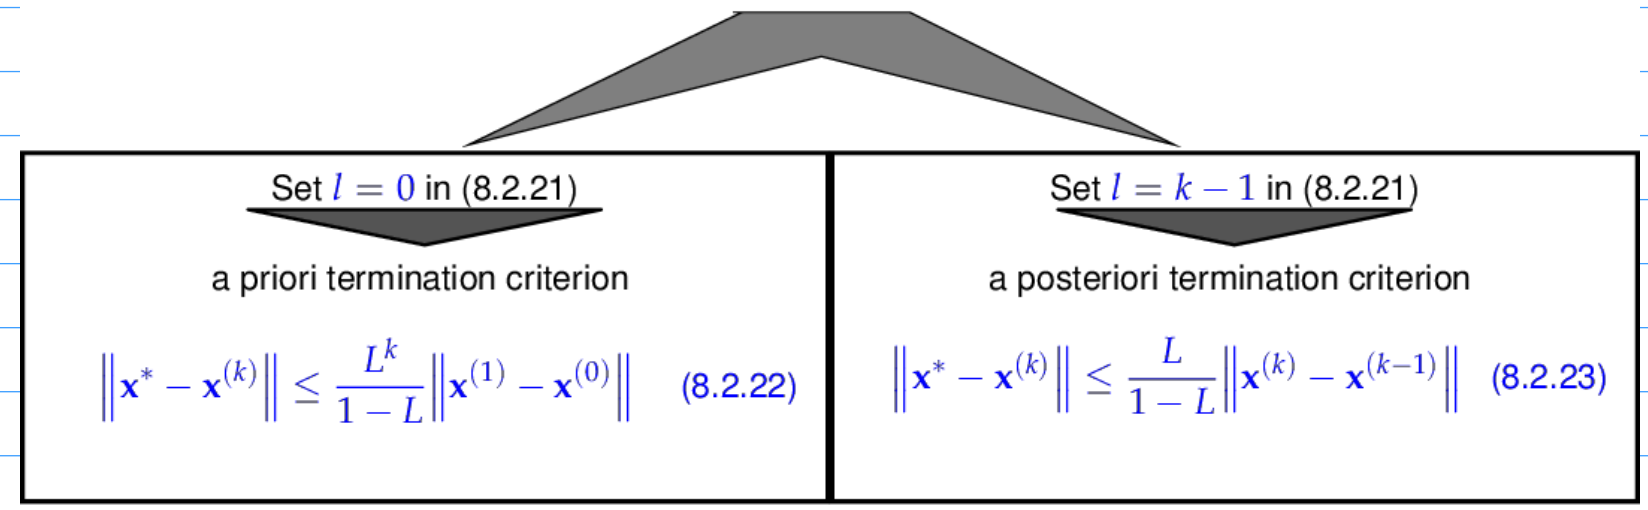 Set l = 0 in (8.2.21)
a priori termination criterion
‖x* − x^(k)‖ ≤ L^k / (1 − L) ‖x^(1) − x^(0)‖ (8.2.22)
Set l = k − 1 in (8.2.21)
a posteriori termination criterion
‖x* − x^(k)‖ ≤ L / (1 − L) ‖x^(k) − x^(k−1)‖ (8.2.23)